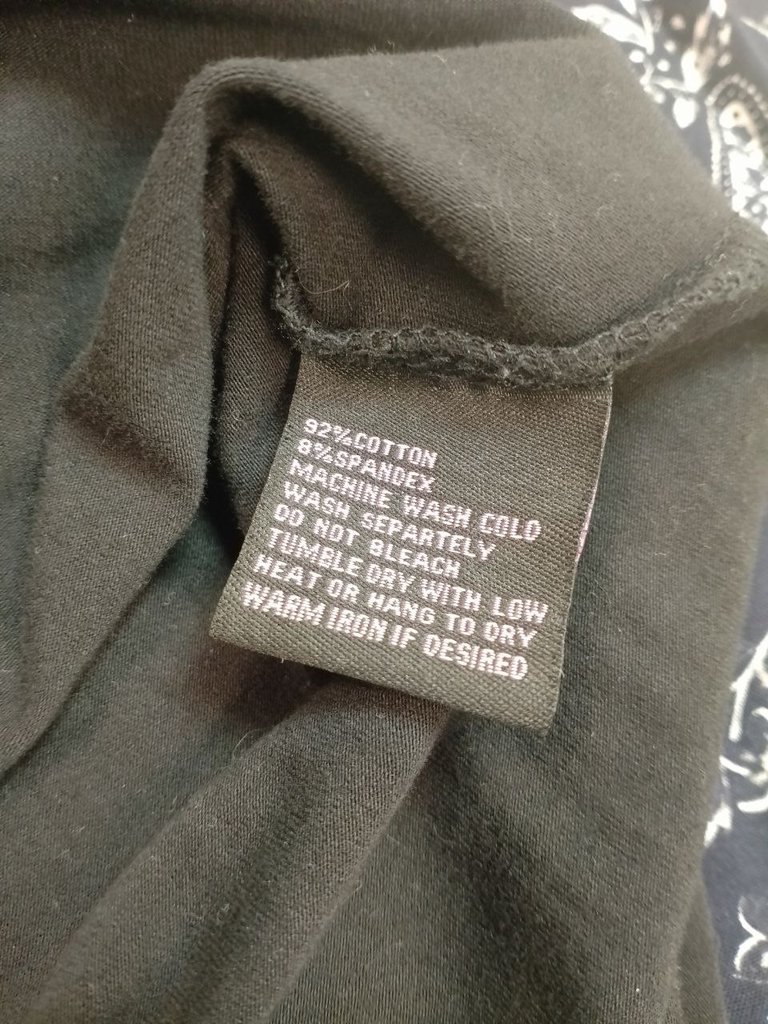 92%COTTON
8%SPANDEX
MACHINE WASH COLD
WASH SEPARTELY
DO NOT BLEACH
TUMBLE DRY WITH LOW
HEAT OR HANG TO DRY
WARM IRON IF DESIRED